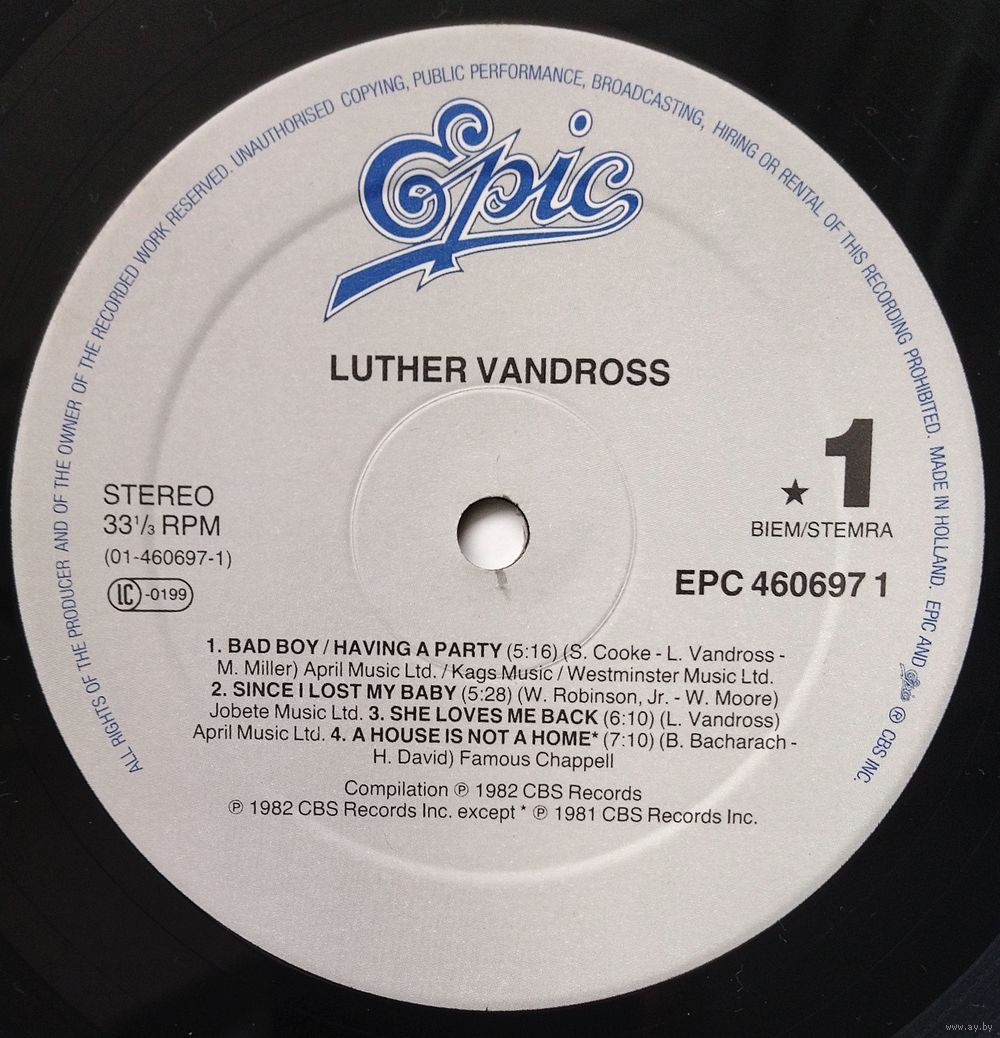 ALL RIGHTS OF THE PRODUCER AND OF THE OWNER OF THE RECORDED WORK RESERVED. UNAUTHORISED COPYING, PUBLIC PERFORMANCE, BROADCASTING, HIRING OR RENTAL OF THIS RECORDING PROHIBITED. MADE IN HOLLAND. EPIC AND Epic ℗ CBS INC.
Epic
LUTHER VANDROSS
STEREO
33⅓ RPM
(01-460697-1)
LC-0199
★ 1
BIEM/STEMRA
EPC 460697 1
1. BAD BOY / HAVING A PARTY (5:16) (S. Cooke - L. Vandross -
M. Miller) April Music Ltd. / Kags Music / Westminster Music Ltd.
2. SINCE I LOST MY BABY (5:28) (W. Robinson, Jr. - W. Moore)
Jobete Music Ltd. 3. SHE LOVES ME BACK (6:10) (L. Vandross)
April Music Ltd. 4. A HOUSE IS NOT A HOME* (7:10) (B. Bacharach -
H. David) Famous Chappell
Compilation ℗ 1982 CBS Records
℗ 1982 CBS Records Inc. except * ℗ 1981 CBS Records Inc.
www.ay.by